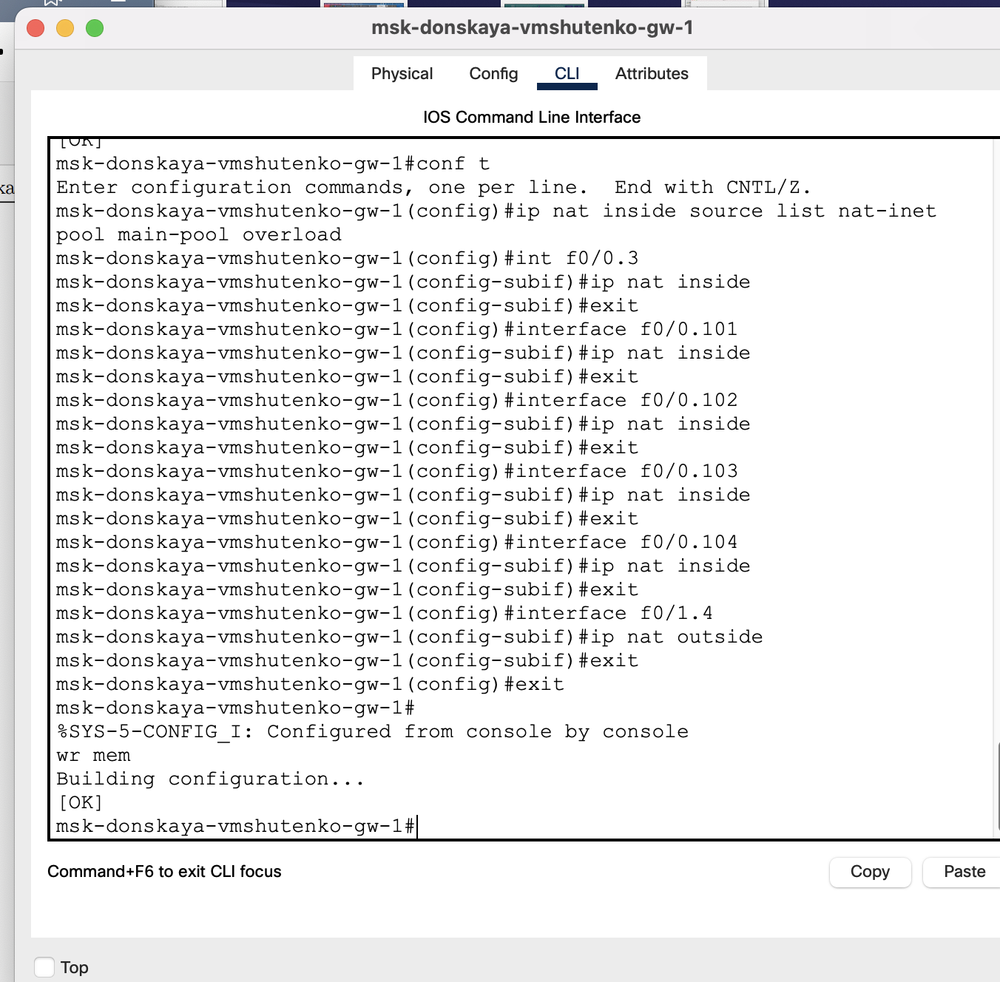 msk-donskaya-vmshutenko-gw-1
Physical Config CLI Attributes
IOS Command Line Interface
[OK]
msk-donskaya-vmshutenko-gw-1#conf t
Enter configuration commands, one per line.  End with CNTL/Z.
msk-donskaya-vmshutenko-gw-1(config)#ip nat inside source list nat-inet
pool main-pool overload
msk-donskaya-vmshutenko-gw-1(config)#int f0/0.3
msk-donskaya-vmshutenko-gw-1(config-subif)#ip nat inside
msk-donskaya-vmshutenko-gw-1(config-subif)#exit
msk-donskaya-vmshutenko-gw-1(config)#interface f0/0.101
msk-donskaya-vmshutenko-gw-1(config-subif)#ip nat inside
msk-donskaya-vmshutenko-gw-1(config-subif)#exit
msk-donskaya-vmshutenko-gw-1(config)#interface f0/0.102
msk-donskaya-vmshutenko-gw-1(config-subif)#ip nat inside
msk-donskaya-vmshutenko-gw-1(config-subif)#exit
msk-donskaya-vmshutenko-gw-1(config)#interface f0/0.103
msk-donskaya-vmshutenko-gw-1(config-subif)#ip nat inside
msk-donskaya-vmshutenko-gw-1(config-subif)#exit
msk-donskaya-vmshutenko-gw-1(config)#interface f0/0.104
msk-donskaya-vmshutenko-gw-1(config-subif)#ip nat inside
msk-donskaya-vmshutenko-gw-1(config-subif)#exit
msk-donskaya-vmshutenko-gw-1(config)#interface f0/1.4
msk-donskaya-vmshutenko-gw-1(config-subif)#ip nat outside
msk-donskaya-vmshutenko-gw-1(config-subif)#exit
msk-donskaya-vmshutenko-gw-1(config)#exit
msk-donskaya-vmshutenko-gw-1#
%SYS-5-CONFIG_I: Configured from console by console
wr mem
Building configuration...
[OK]
msk-donskaya-vmshutenko-gw-1#
Command+F6 to exit CLI focus
Copy Paste
Top